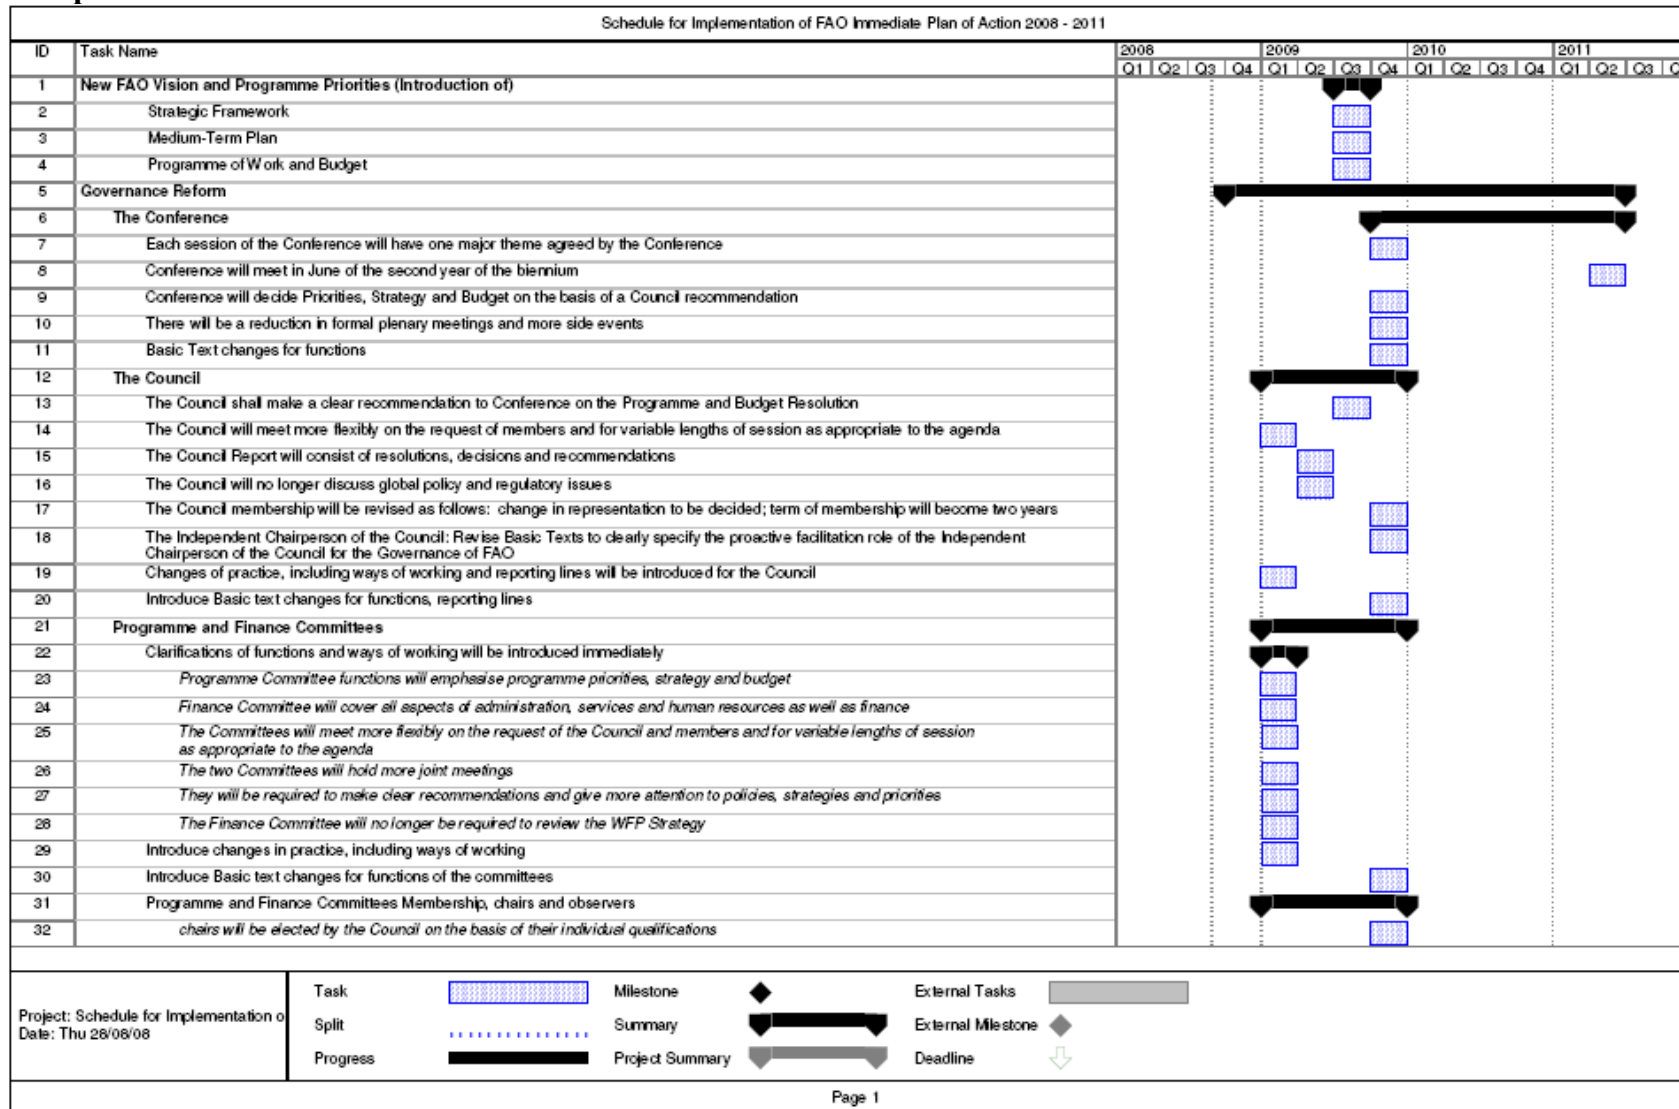 Schedule for Implementation of FAO Immediate Plan of Action 2008 - 2011
ID Task Name 2008 2009 2010 2011
Q1 Q2 Q3 Q4 Q1 Q2 Q3 Q4 Q1 Q2 Q3 Q4 Q1 Q2 Q3
1 New FAO Vision and Programme Priorities (Introduction of)
2 Strategic Framework
3 Medium-Term Plan
4 Programme of Work and Budget
5 Governance Reform
6 The Conference
7 Each session of the Conference will have one major theme agreed by the Conference
8 Conference will meet in June of the second year of the biennium
9 Conference will decide Priorities, Strategy and Budget on the basis of a Council recommendation
10 There will be a reduction in formal plenary meetings and more side events
11 Basic Text changes for functions
12 The Council
13 The Council shall make a clear recommendation to Conference on the Programme and Budget Resolution
14 The Council will meet more flexibly on the request of members and for variable lengths of session as appropriate to the agenda
15 The Council Report will consist of resolutions, decisions and recommendations
16 The Council will no longer discuss global policy and regulatory issues
17 The Council membership will be revised as follows: change in representation to be decided; term of membership will become two years
18 The Independent Chairperson of the Council: Revise Basic Texts to clearly specify the proactive facilitation role of the Independent
Chairperson of the Council for the Governance of FAO
19 Changes of practice, including ways of working and reporting lines will be introduced for the Council
20 Introduce Basic text changes for functions, reporting lines
21 Programme and Finance Committees
22 Clarifications of functions and ways of working will be introduced immediately
23 Programme Committee functions will emphasise programme priorities, strategy and budget
24 Finance Committee will cover all aspects of administration, services and human resources as well as finance
25 The Committees will meet more flexibly on the request of the Council and members and for variable lengths of session
as appropriate to the agenda
26 The two Committees will hold more joint meetings
27 They will be required to make clear recommendations and give more attention to policies, strategies and priorities
28 The Finance Committee will no longer be required to review the WFP Strategy
29 Introduce changes in practice, including ways of working
30 Introduce Basic text changes for functions of the committees
31 Programme and Finance Committees Membership, chairs and observers
32 chairs will be elected by the Council on the basis of their individual qualifications
Project: Schedule for Implementation o
Date: Thu 28/08/08
Task Milestone External Tasks
Split Summary External Milestone
Progress Project Summary Deadline
Page 1